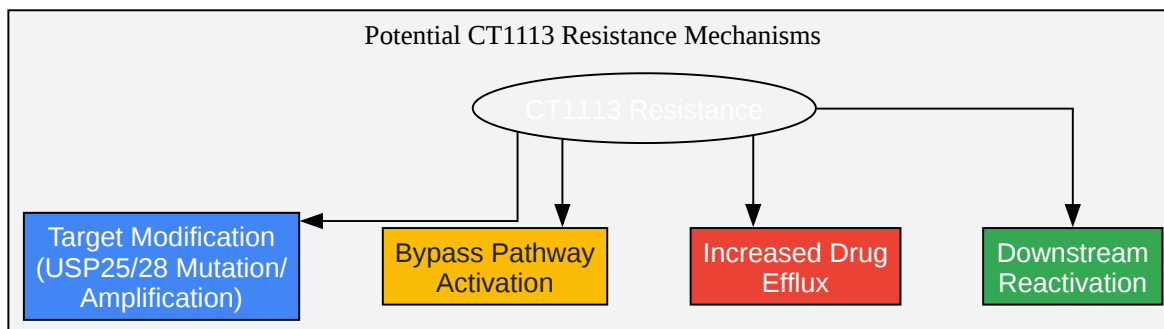 Potential CT1113 Resistance Mechanisms
CT1113 Resistance
Target Modification
(USP25/28 Mutation/
Amplification)
Bypass Pathway
Activation
Increased Drug
Efflux
Downstream
Reactivation